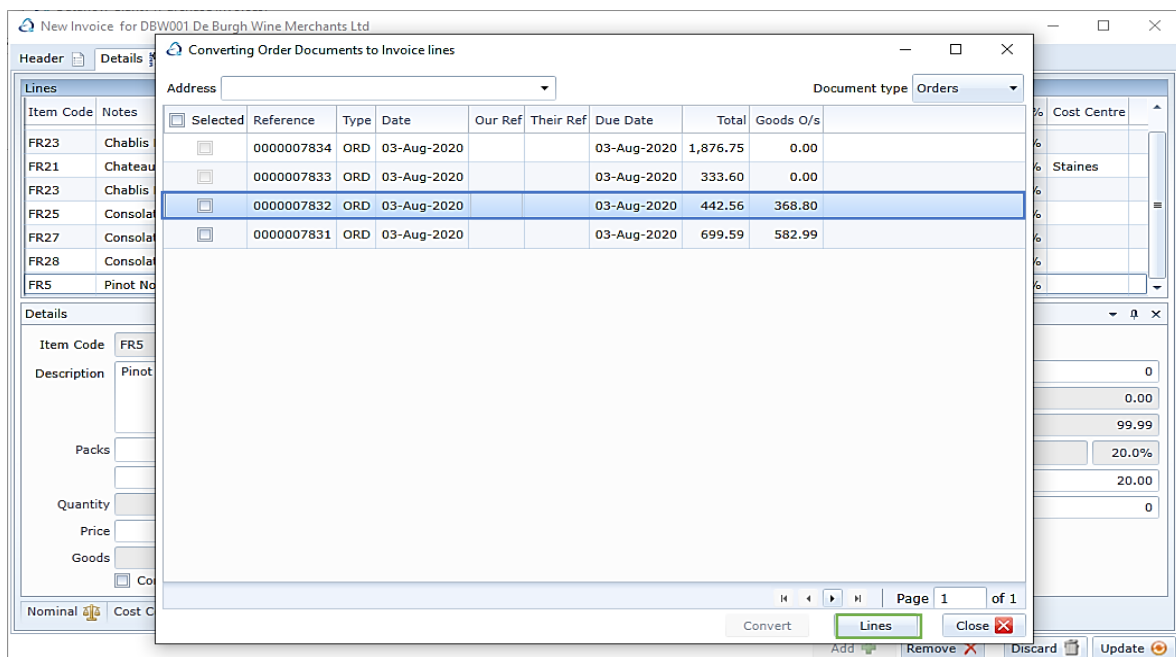 New Invoice for DBW001 De Burgh Wine Merchants Ltd
Header Details
Converting Order Documents to Invoice lines
Address Document type Orders
Selected Reference Type Date Our Ref Their Ref Due Date Total Goods O/s
0000007834 ORD 03-Aug-2020 03-Aug-2020 1,876.75 0.00
0000007833 ORD 03-Aug-2020 03-Aug-2020 333.60 0.00
0000007832 ORD 03-Aug-2020 03-Aug-2020 442.56 368.80
0000007831 ORD 03-Aug-2020 03-Aug-2020 699.59 582.99
Page 1 of 1
Convert Lines Close
Lines
Item Code Notes % Cost Centre
FR23 Chablis %
FR21 Chateau % Staines
FR23 Chablis %
FR25 Consolat %
FR27 Consolat %
FR28 Consolat %
FR5 Pinot No %
Details
Item Code FR5
Description Pinot
Packs
Quantity
Price
Goods
Co
0
0.00
99.99
20.0%
20.00
0
Nominal Cost C
Add Remove Discard Update